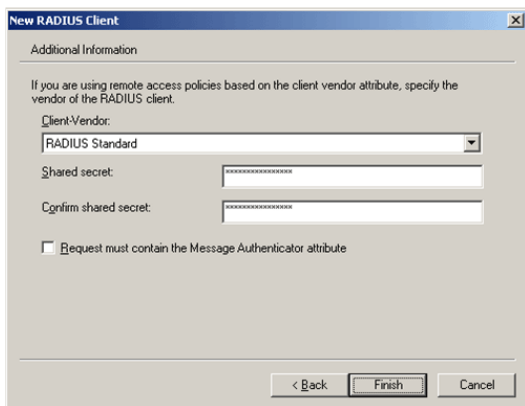 New RADIUS Client
Additional Information
If you are using remote access policies based on the client vendor attribute, specify the
vendor of the RADIUS client.
Client-Vendor:
RADIUS Standard
Shared secret:
Confirm shared secret:
Request must contain the Message Authenticator attribute
< Back
Finish
Cancel